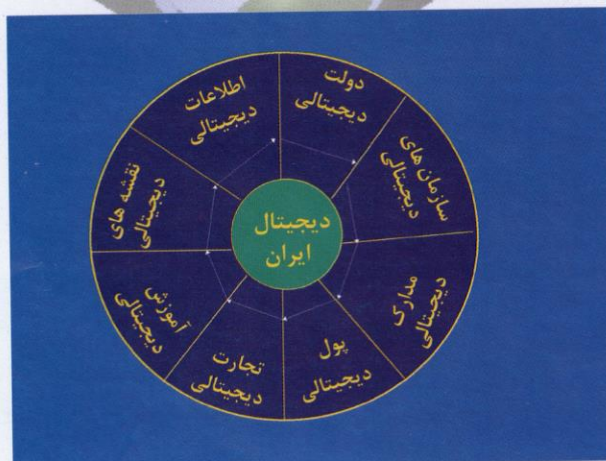 دیجیتال
ایران
دولت
دیجیتالی
سازمان های
دیجیتالی
مدارک
دیجیتالی
پول
دیجیتالی
تجارت
دیجیتالی
آموزش
دیجیتالی
نقشه های
دیجیتالی
اطلاعات
دیجیتالی